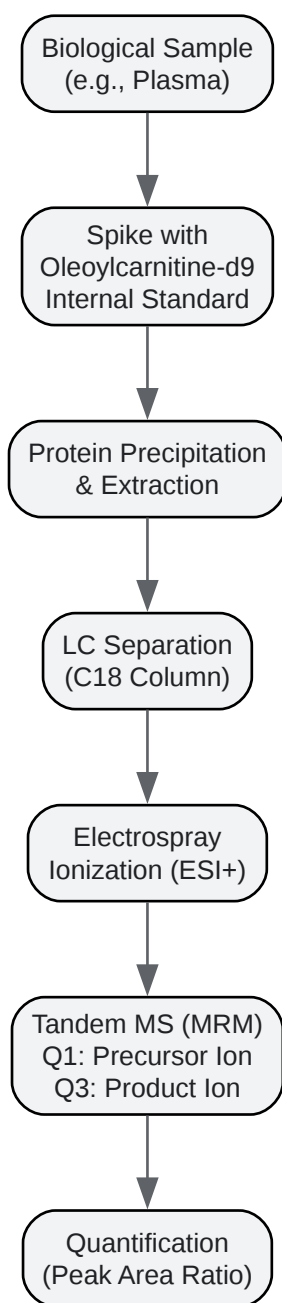 Biological Sample
(e.g., Plasma)
Spike with
Oleoylcarnitine-d9
Internal Standard
Protein Precipitation
& Extraction
LC Separation
(C18 Column)
Electrospray
Ionization (ESI+)
Tandem MS (MRM)
Q1: Precursor Ion
Q3: Product Ion
Quantification
(Peak Area Ratio)